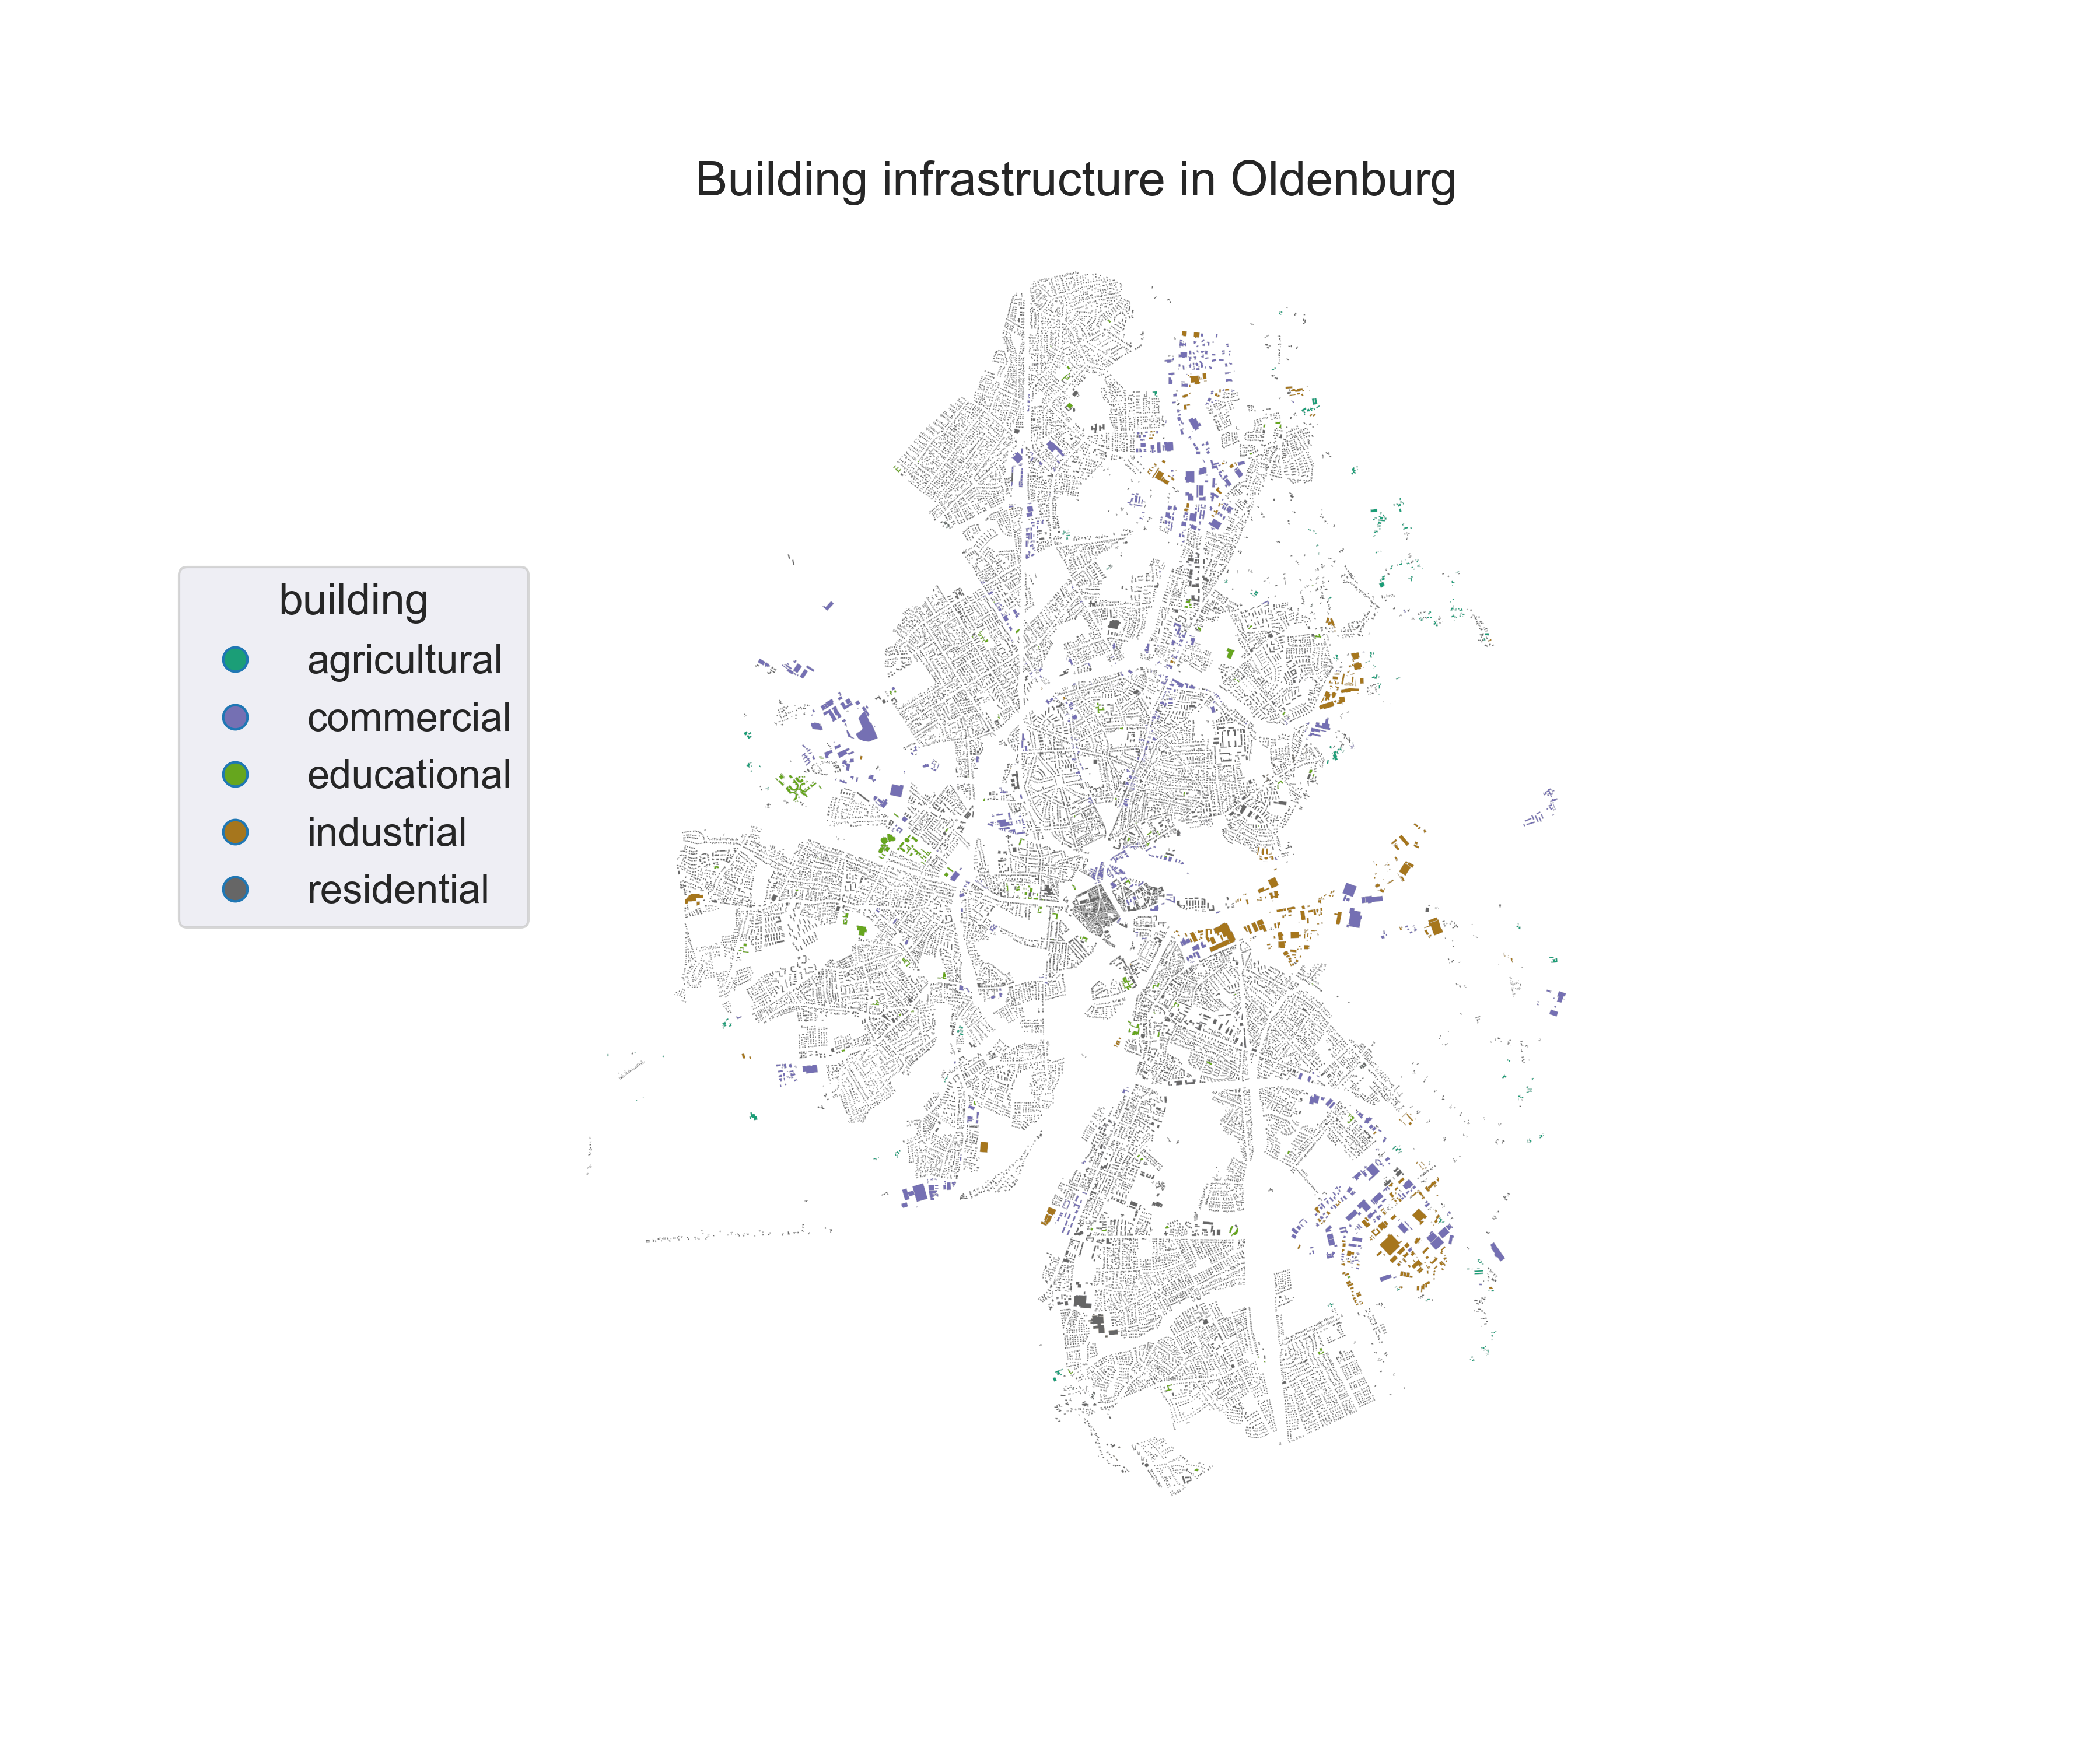 Building infrastructure in Oldenburg
building
agricultural
commercial
educational
industrial
residential